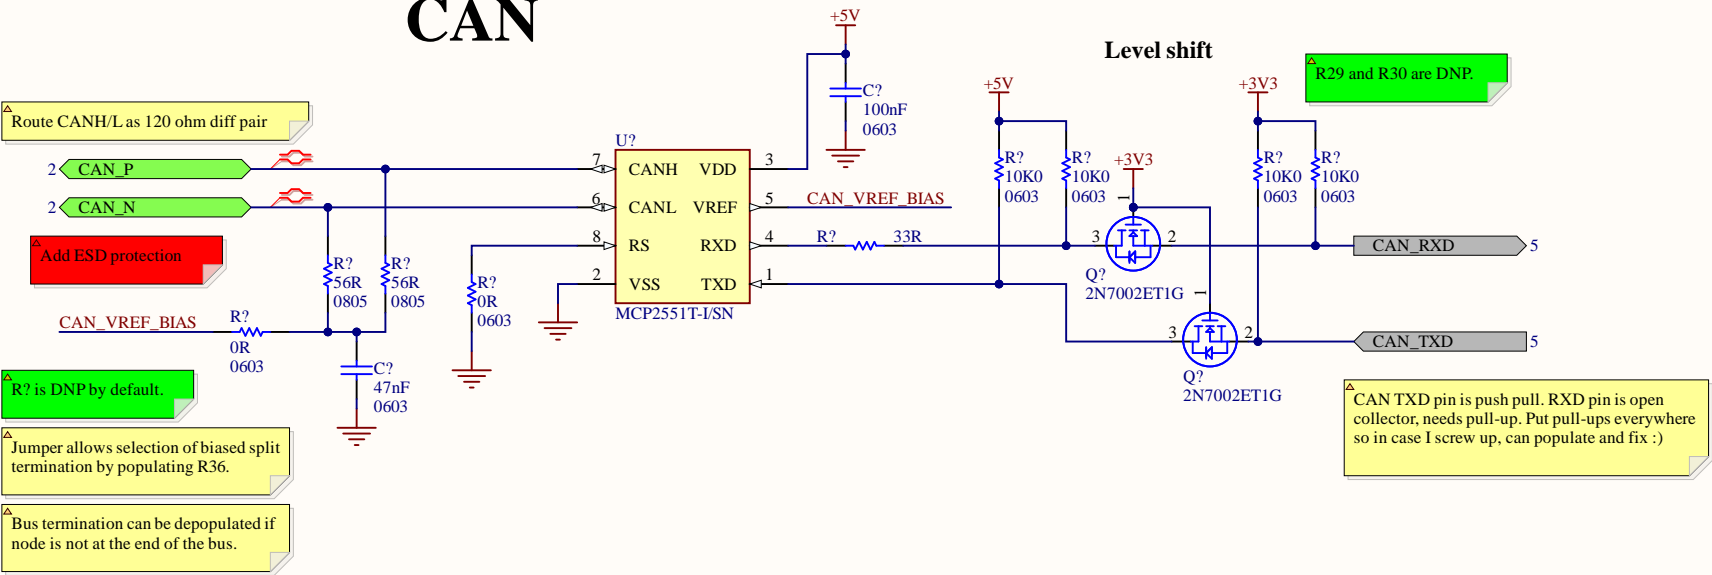 CAN
+5V
Level shift
R29 and R30 are DNP.
+5V
+3V3
C?
100nF
0603
Route CANH/L as 120 ohm diff pair
U?
2
CAN_P
7
CANH
VDD
3
R?
10K0
0603
R?
10K0
0603
+3V3
R?
10K0
0603
R?
10K0
0603
2
CAN_N
6
CANL
VREF
5
CAN_VREF_BIAS
1
Add ESD protection
8
RS
RXD
4
R?
33R
3
2
CAN_RXD
5
R?
56R
0805
R?
56R
0805
R?
0R
0603
2
VSS
TXD
1
Q?
2N7002ET1G
1
MCP2551T-I/SN
CAN_VREF_BIAS
R?
0R
0603
3
2
CAN_TXD
5
C?
47nF
0603
Q?
2N7002ET1G
R? is DNP by default.
CAN TXD pin is push pull. RXD pin is open
collector, needs pull-up. Put pull-ups everywhere
so in case I screw up, can populate and fix :)
Jumper allows selection of biased split
termination by populating R36.
Bus termination can be depopulated if
node is not at the end of the bus.